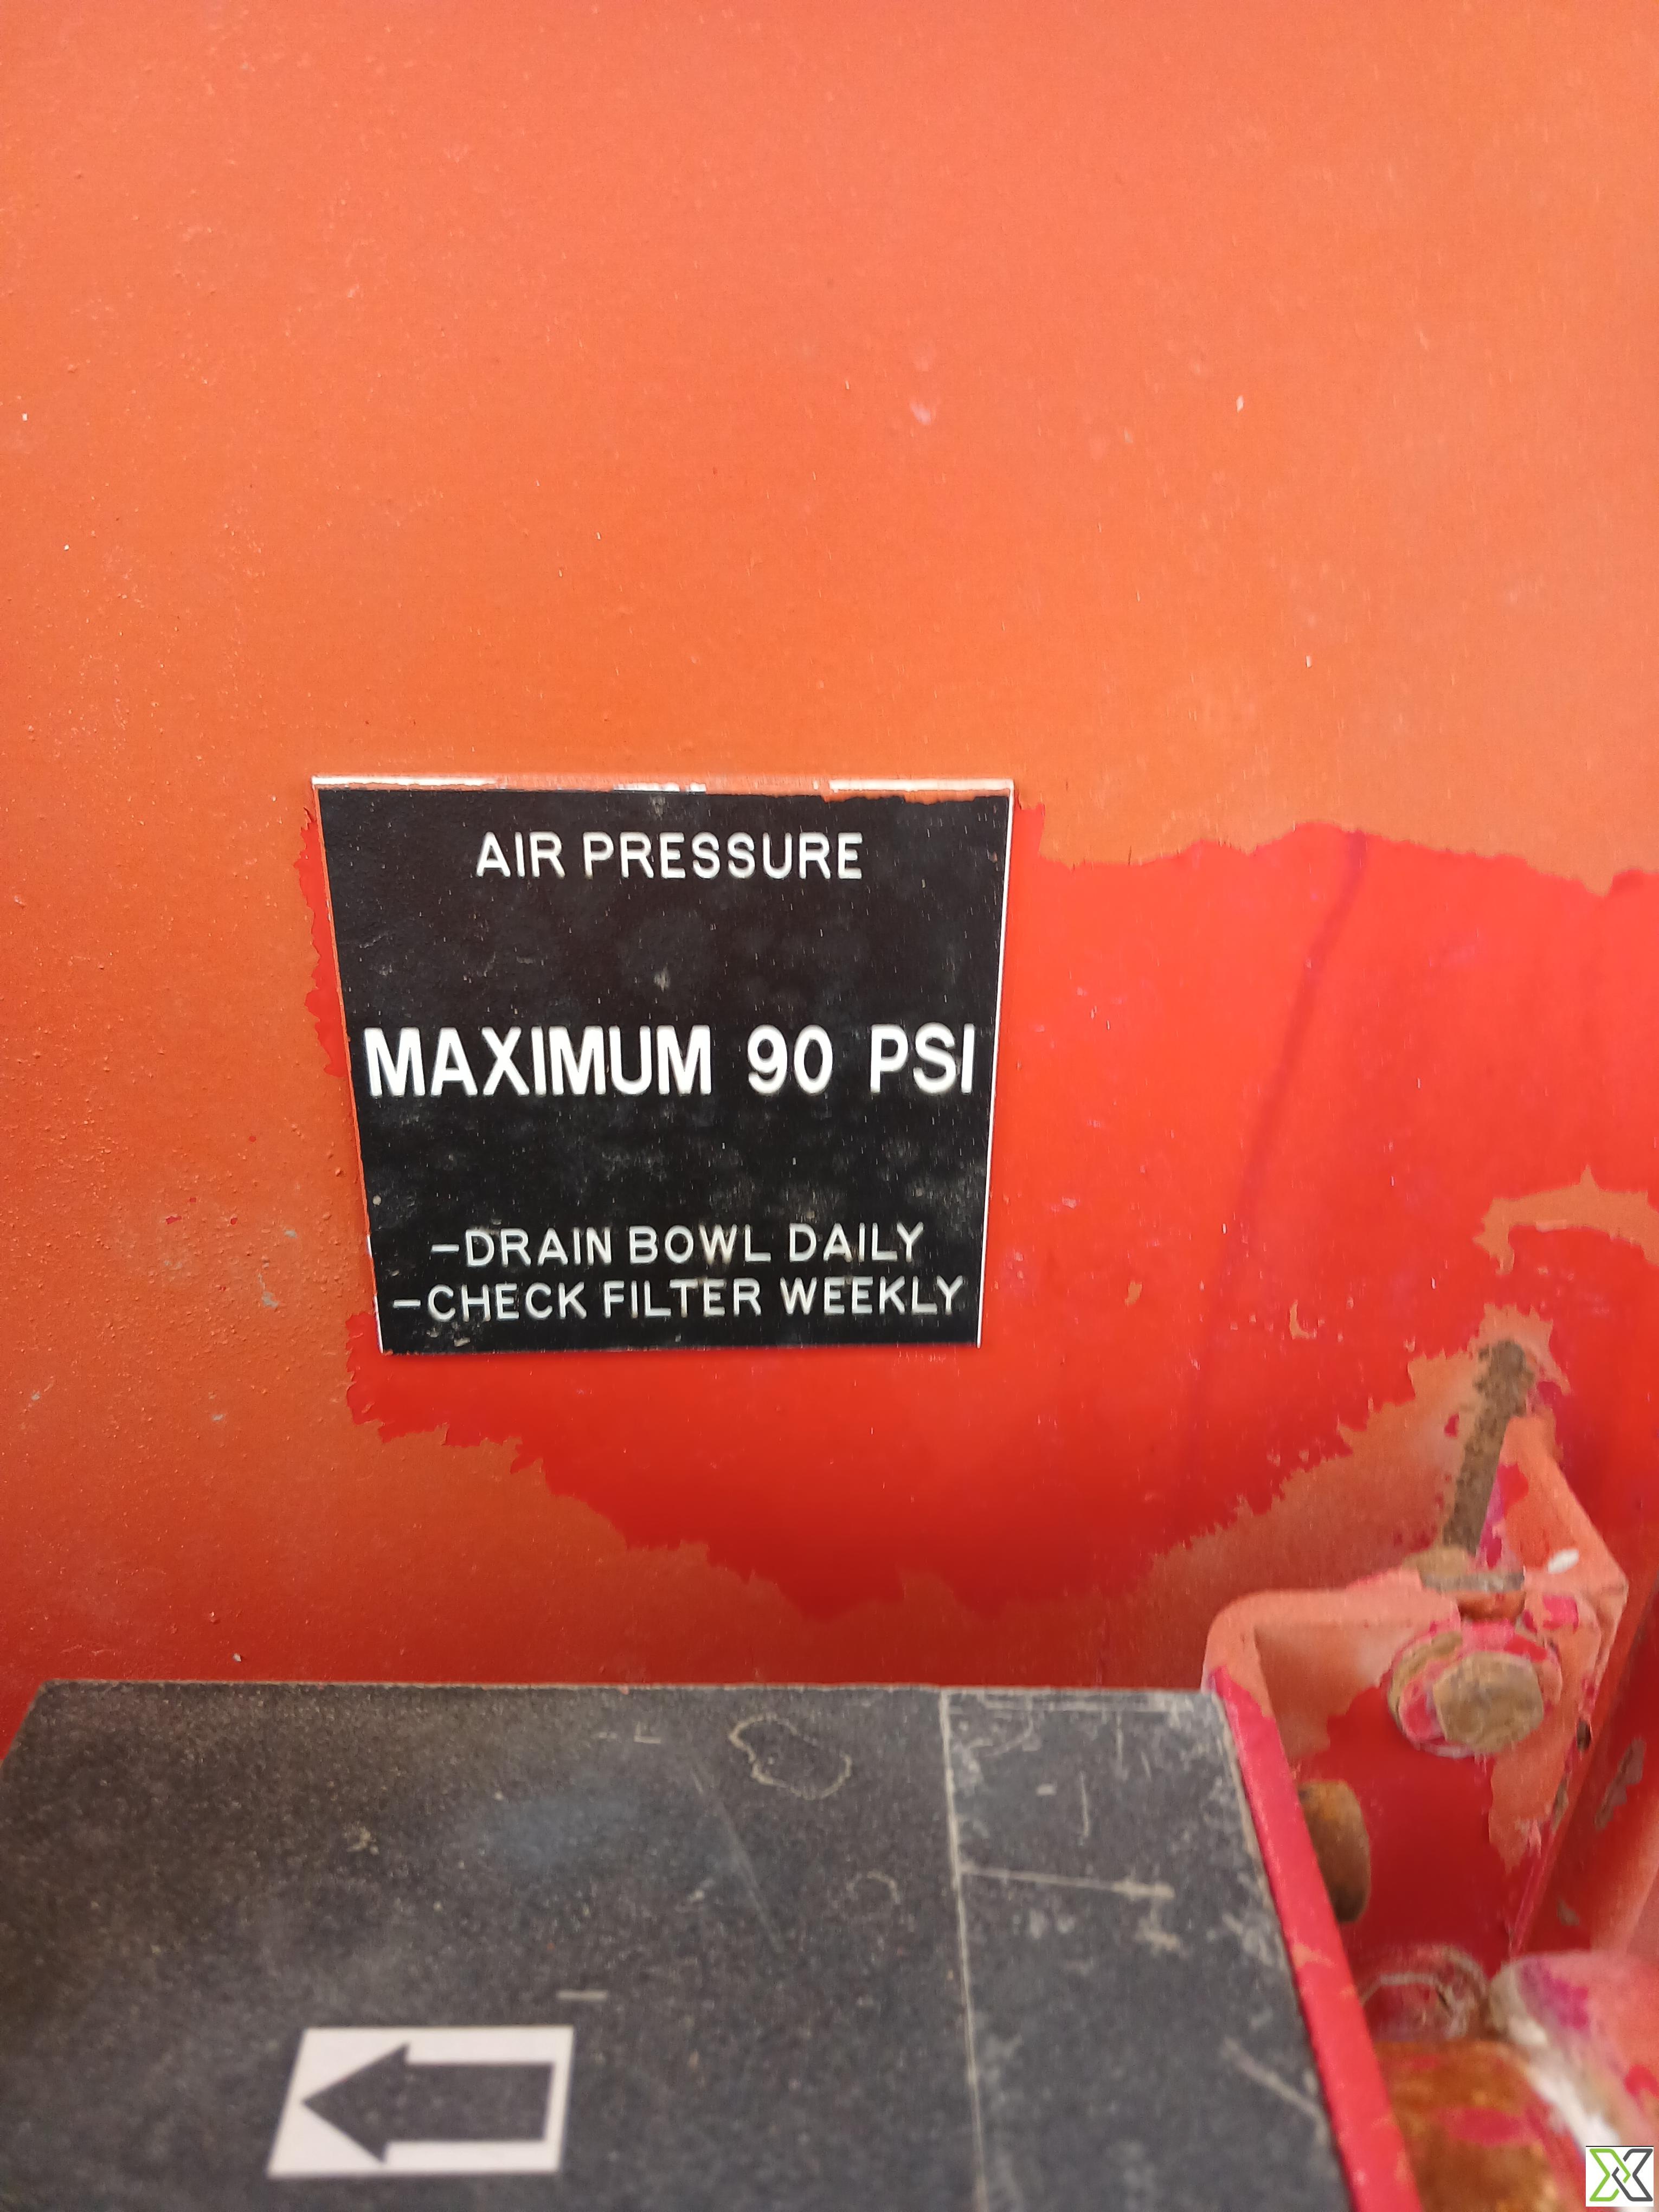 AIR PRESSURE
MAXIMUM 90 PSI
-DRAIN BOWL DAILY
-CHECK FILTER WEEKLY